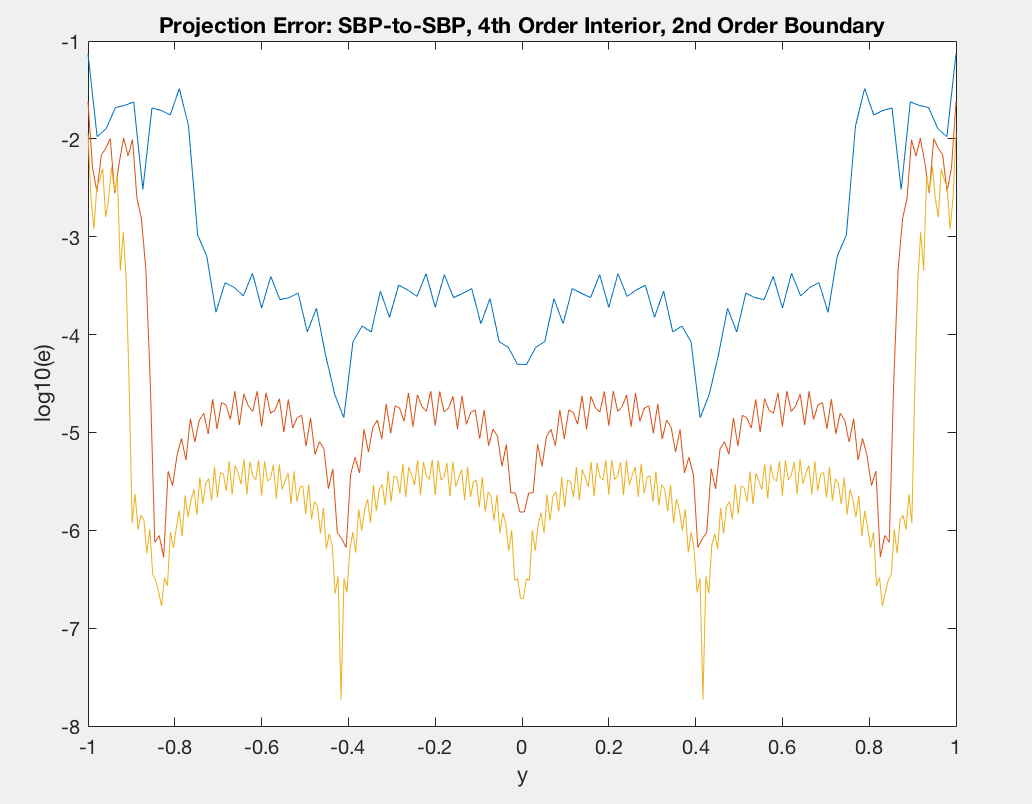 Projection Error: SBP-to-SBP, 4th Order Interior, 2nd Order Boundary
-1
-2
-3
-4
-5
-6
-7
-8
log10(e)
-1 -0.8 -0.6 -0.4 -0.2 0 0.2 0.4 0.6 0.8 1
y